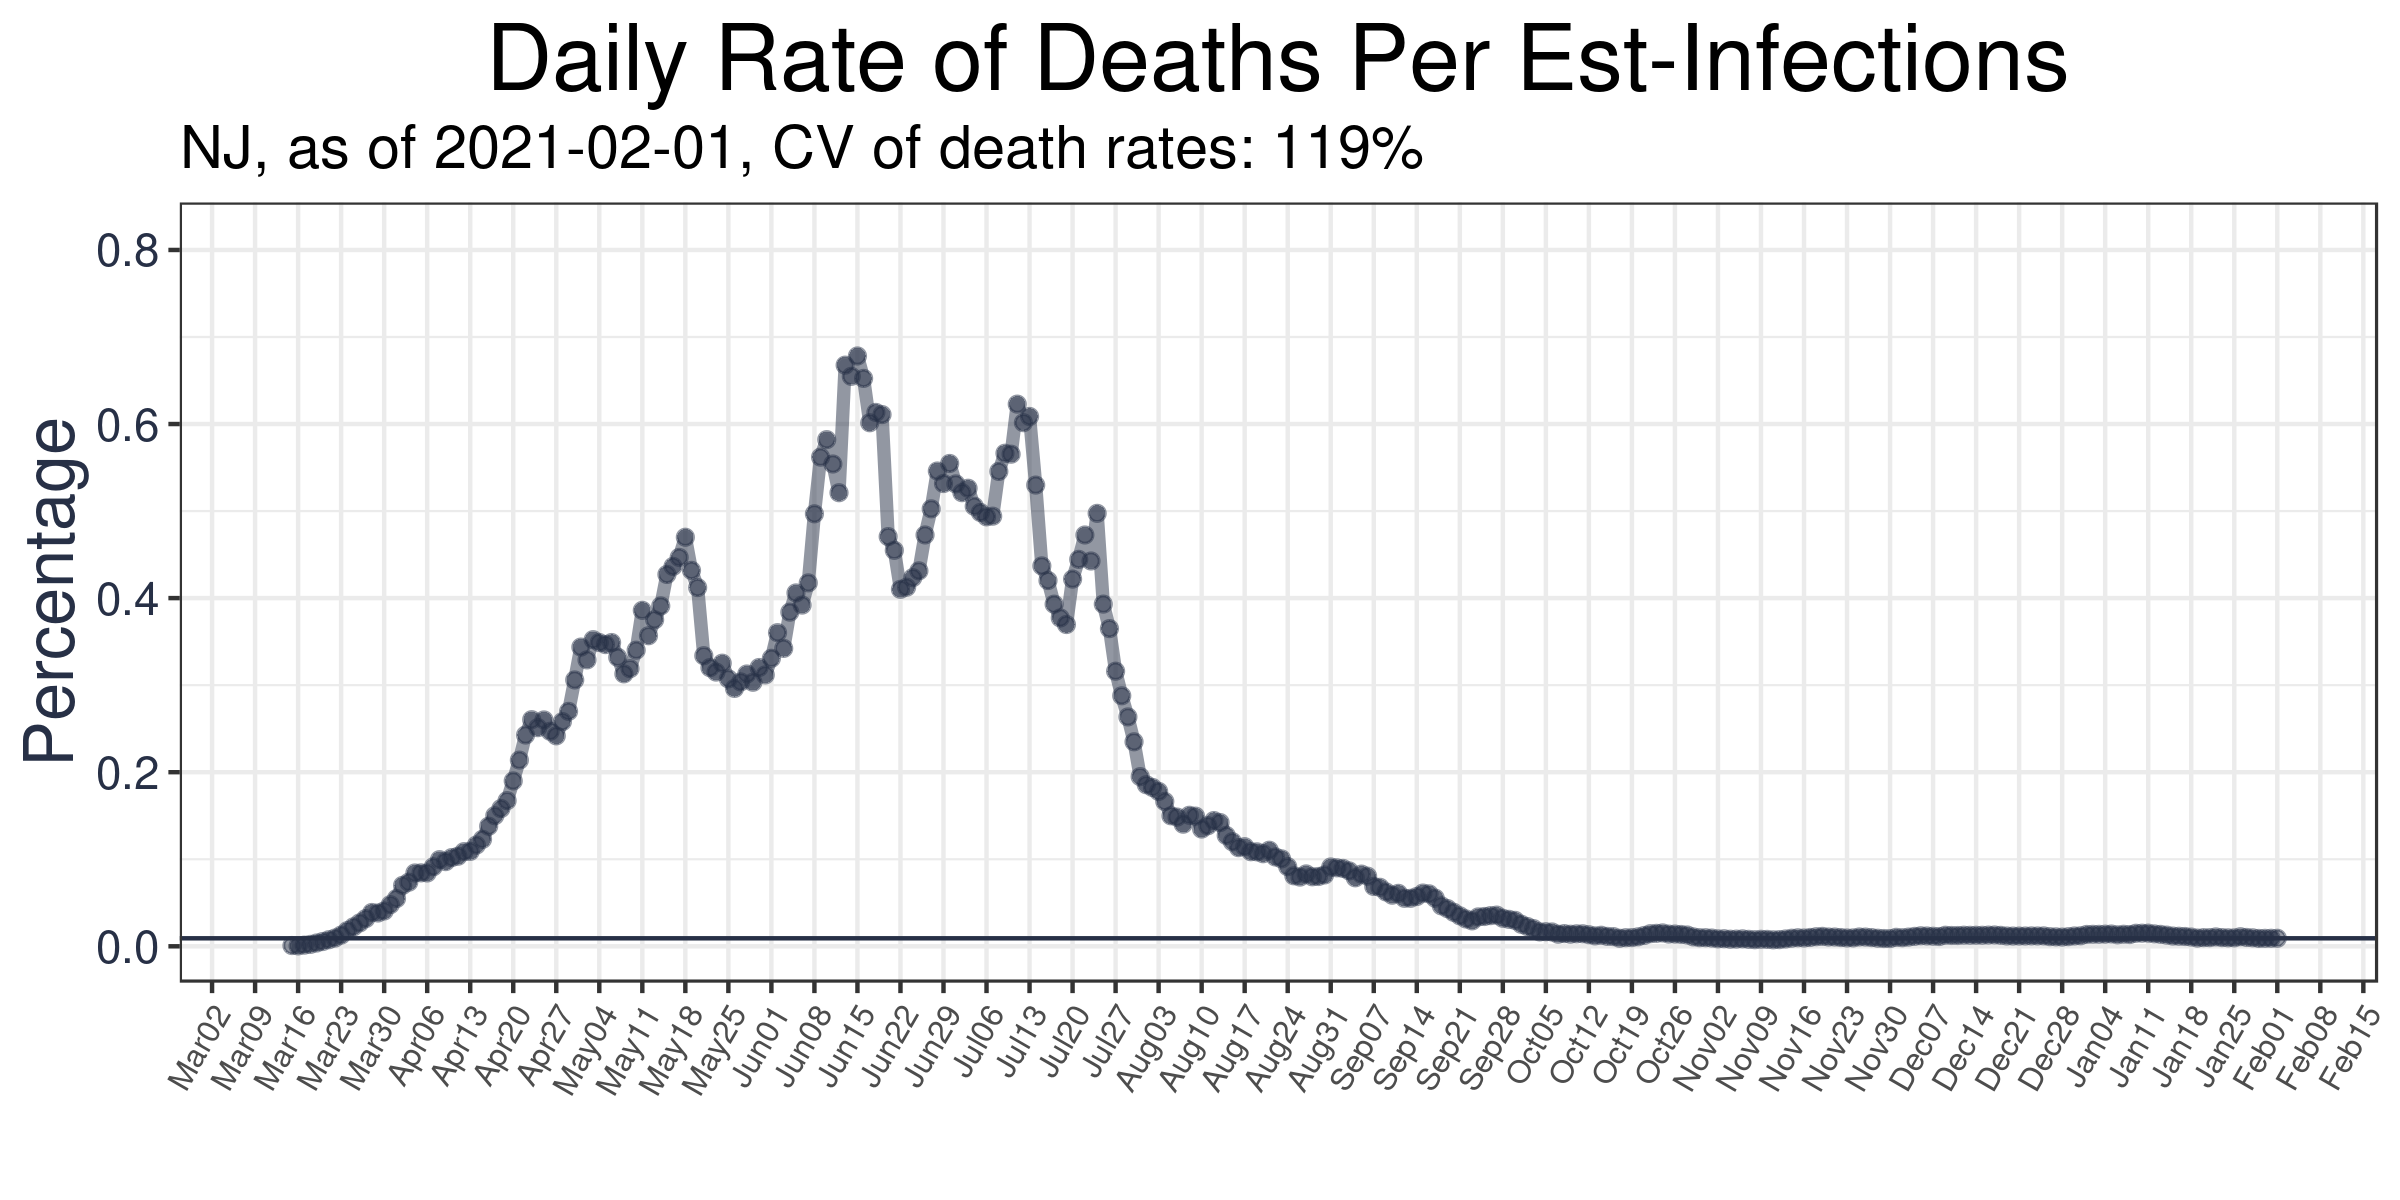 Daily Rate of Deaths Per Est-Infections
NJ, as of 2021-02-01, CV of death rates: 119%
Percentage
0.8
0.6
0.4
0.2
0.0
Mar02
Mar09
Mar16
Mar23
Mar30
Apr06
Apr13
Apr20
Apr27
May04
May11
May18
May25
Jun01
Jun08
Jun15
Jun22
Jun29
Jul06
Jul13
Jul20
Jul27
Aug03
Aug10
Aug17
Aug24
Aug31
Sep07
Sep14
Sep21
Sep28
Oct05
Oct12
Oct19
Oct26
Nov02
Nov09
Nov16
Nov23
Nov30
Dec07
Dec14
Dec21
Dec28
Jan04
Jan11
Jan18
Jan25
Feb01
Feb08
Feb15